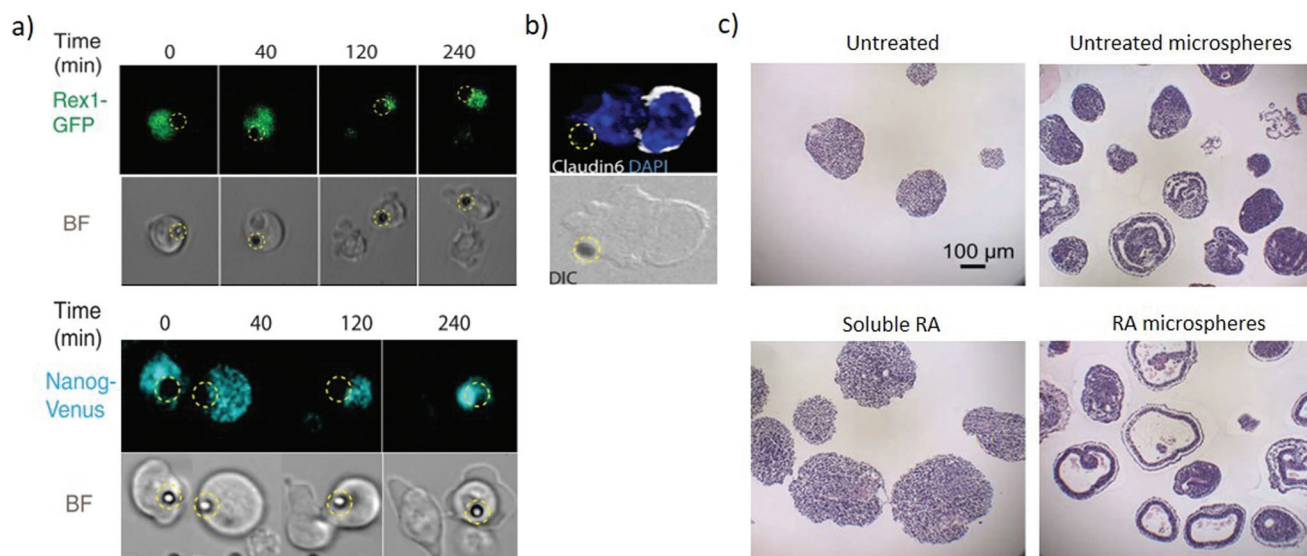 a)
Time
(min)
0 40 120 240
Rex1-
GFP
BF
Time
(min)
0 40 120 240
Nanog-
Venus
BF
b)
Claudin6 DAPI
DIC
c)
Untreated
Untreated microspheres
100 µm
Soluble RA
RA microspheres